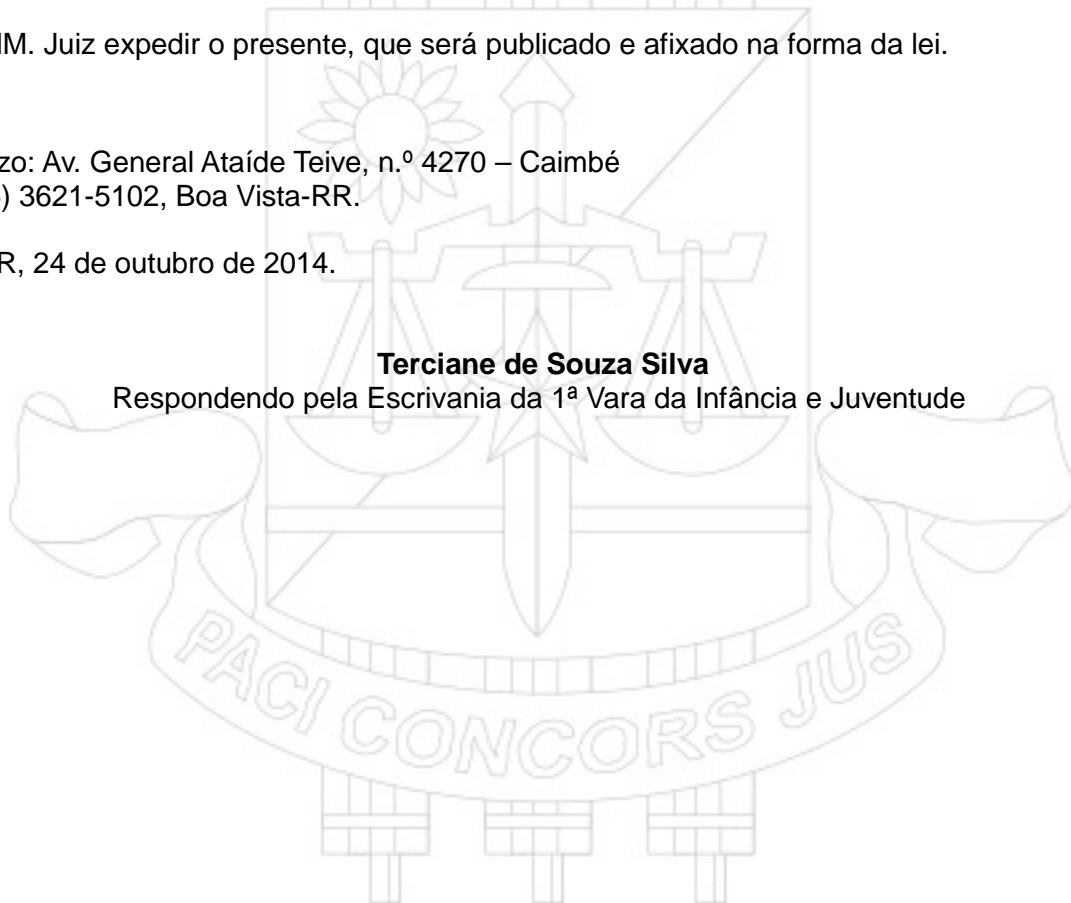 MM. Juiz expedir o presente, que será publicado e afixado na forma da lei.
zo: Av. General Ataíde Teive, n.º 4270 – Caimbé
) 3621-5102, Boa Vista-RR.
R, 24 de outubro de 2014.
Terciane de Souza Silva
Respondendo pela Escrivania da 1ª Vara da Infância e Juventude
PACI CONCORS JUS